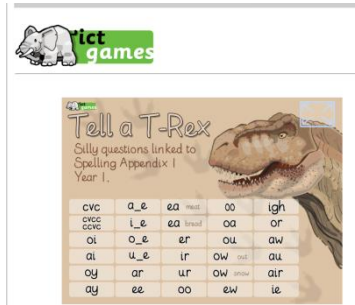 ict
games
Tell a T-Rex
Silly questions linked to
Spelling Appendix 1
Year 1.
cvc a_e ea meat oo igh
cvcc
ccvc i_e ea bread oa or
oi o_e er ou aw
ai u_e ir ow out au
oy ar ur ow snow air
ay ee oo ew ie